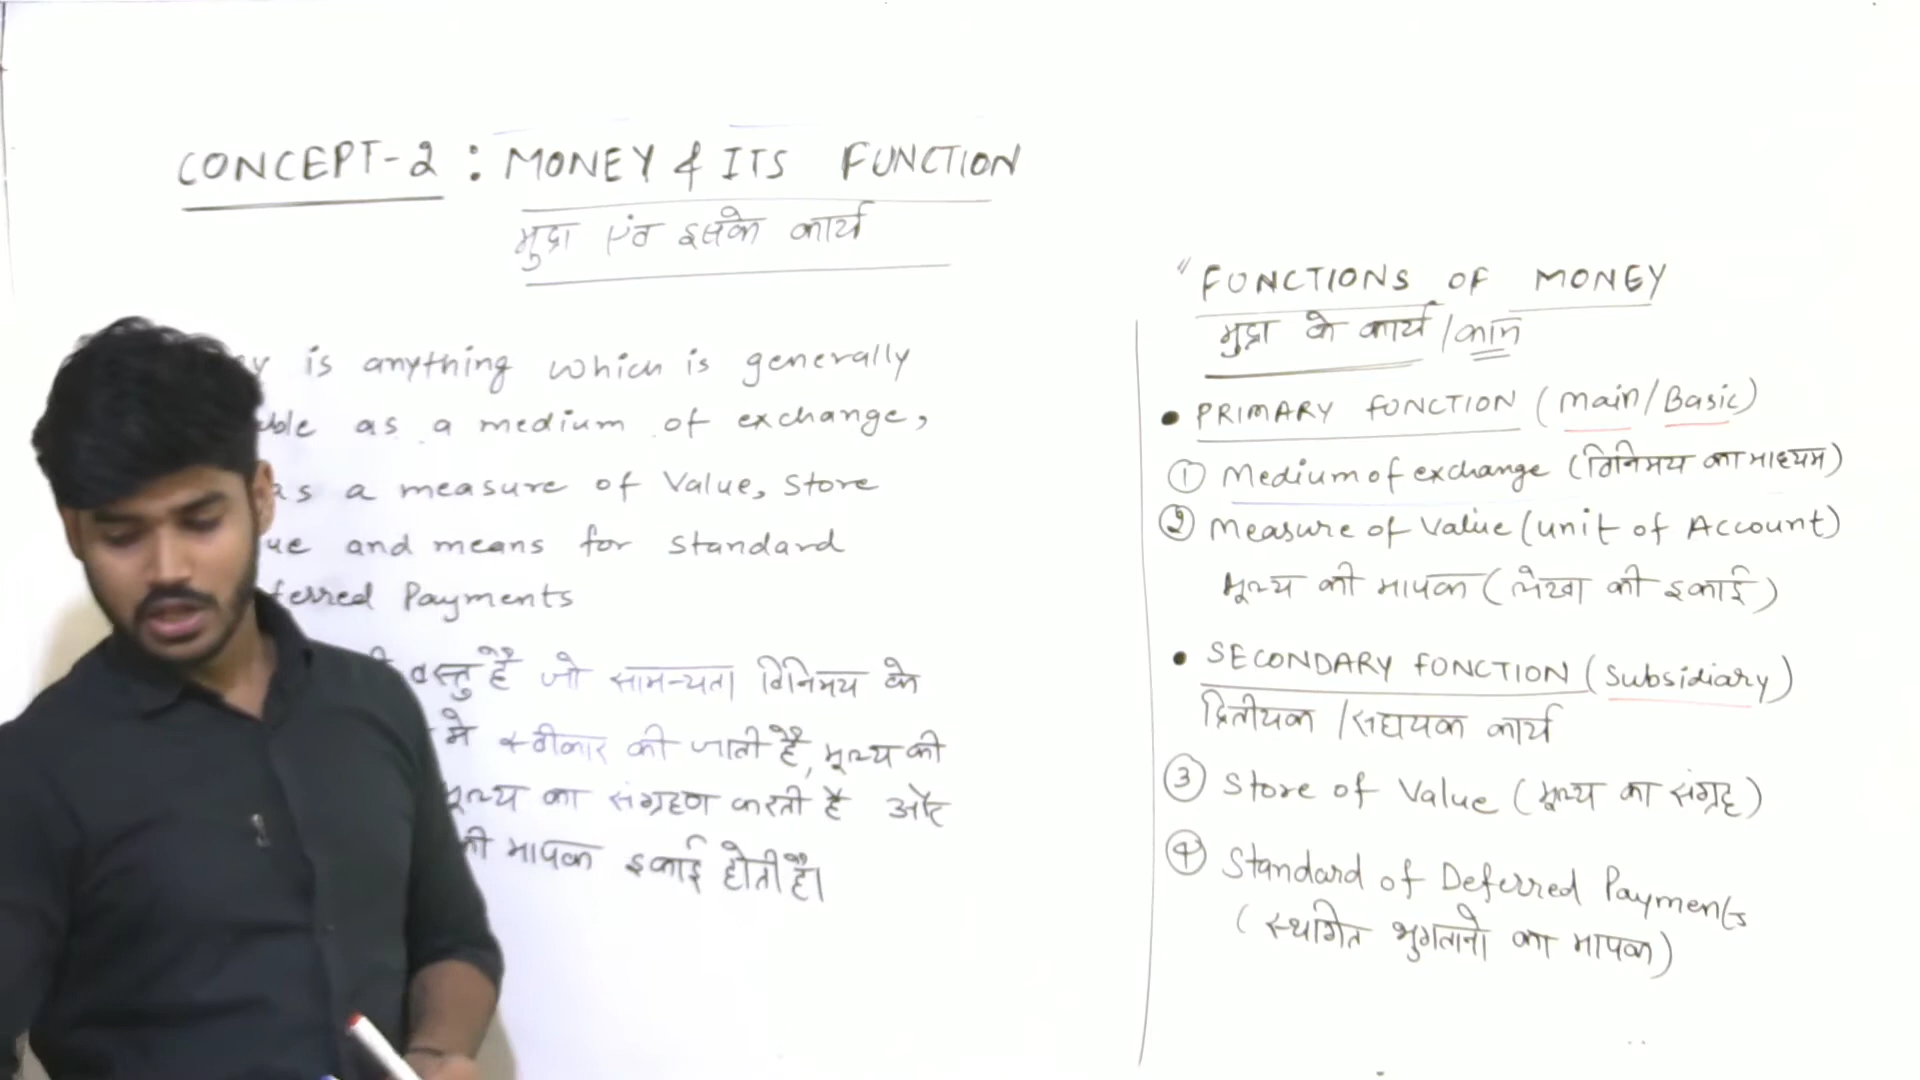 CONCEPT-2 : MONEY & ITS FUNCTION
मुद्रा एंव इसके कार्य
is anything which is generally
as a medium of exchange,
as a measure of Value, Store
and means for standard
Payments
वस्तु है जो सामन्यता विनिमय के
मे स्वीकार की जाती है, मूल्य की
मूल्य का संग्रहण करती है और
की मापक इकाई होती है।
" FUNCTIONS OF MONEY
मुद्रा के कार्य / काम
• PRIMARY FUNCTION (Main/Basic)
① Medium of exchange (विनिमय का माध्यम)
② Measure of Value (unit of Account)
मूल्य की मापक (लेखा की इकाई)
• SECONDARY FUNCTION (Subsidiary)
द्वितीयक / सहायक कार्य
③ Store of Value (मूल्य का संग्रह)
④ Standard of Deferred Payments
(स्थगित भुगतानो का मापक)